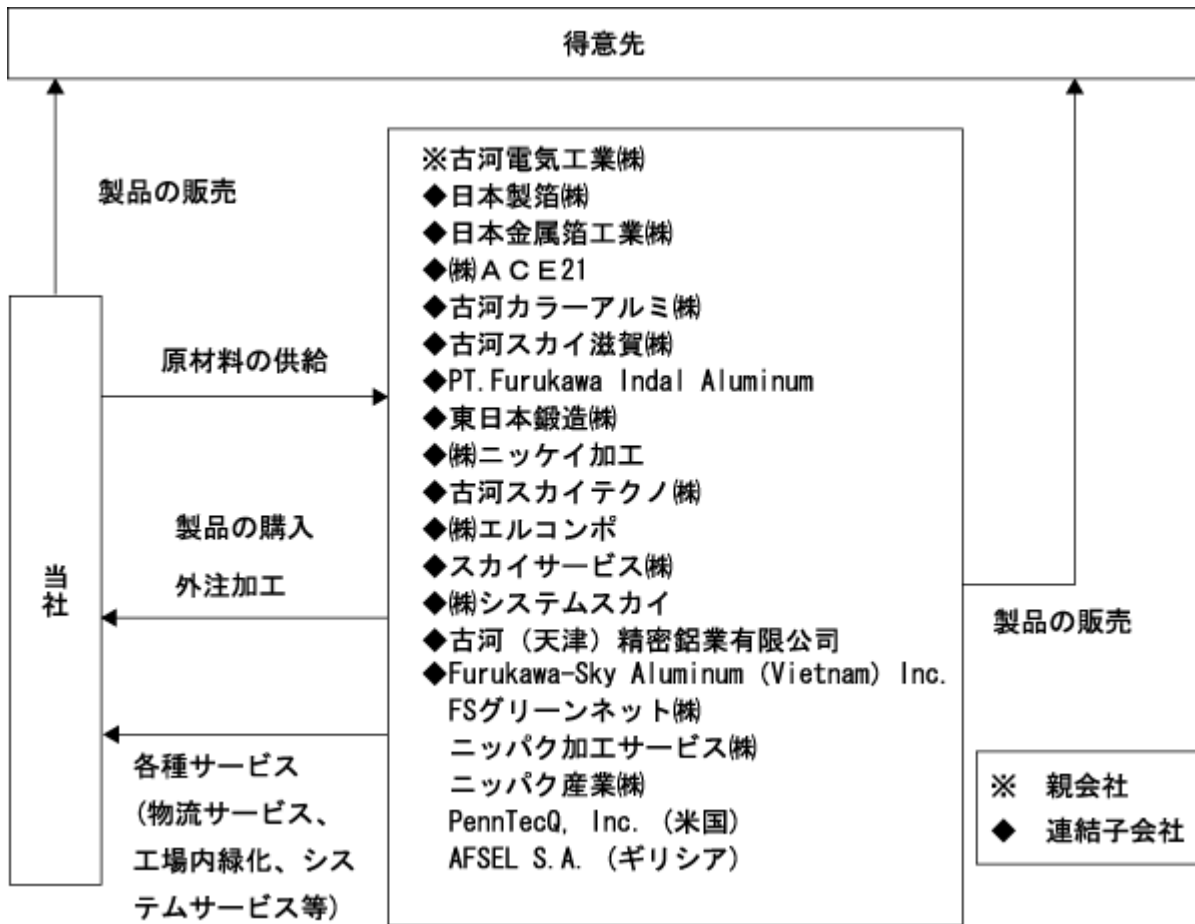 得意先
製品の販売
※古河電気工業㈱
◆日本製箔㈱
◆日本金属箔工業㈱
◆㈱ＡＣＥ21
◆古河カラーアルミ㈱
◆古河スカイ滋賀㈱
◆PT.Furukawa Indal Aluminum
◆東日本鍛造㈱
◆㈱ニッケイ加工
◆古河スカイテクノ㈱
◆㈱エルコンポ
◆スカイサービス㈱
◆㈱システムスカイ
◆古河（天津）精密鋁業有限公司
◆Furukawa-Sky Aluminum (Vietnam) Inc.
FSグリーンネット㈱
ニッパク加工サービス㈱
ニッパク産業㈱
PennTecQ, Inc. (米国)
AFSEL S.A. (ギリシア)
原材料の供給
製品の購入
外注加工
当社
各種サービス
(物流サービス、
工場内緑化、シス
テムサービス等)
製品の販売
※ 親会社
◆ 連結子会社